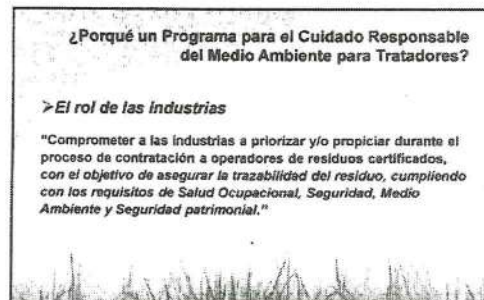 ¿Porqué un Programa para el Cuidado Responsable
del Medio Ambiente para Tratadores?
➢El rol de las industrias
"Comprometer a las industrias a priorizar y/o propiciar durante el
proceso de contratación a operadores de residuos certificados,
con el objetivo de asegurar la trazabilidad del residuo, cumpliendo
con los requisitos de Salud Ocupacional, Seguridad, Medio
Ambiente y Seguridad patrimonial."